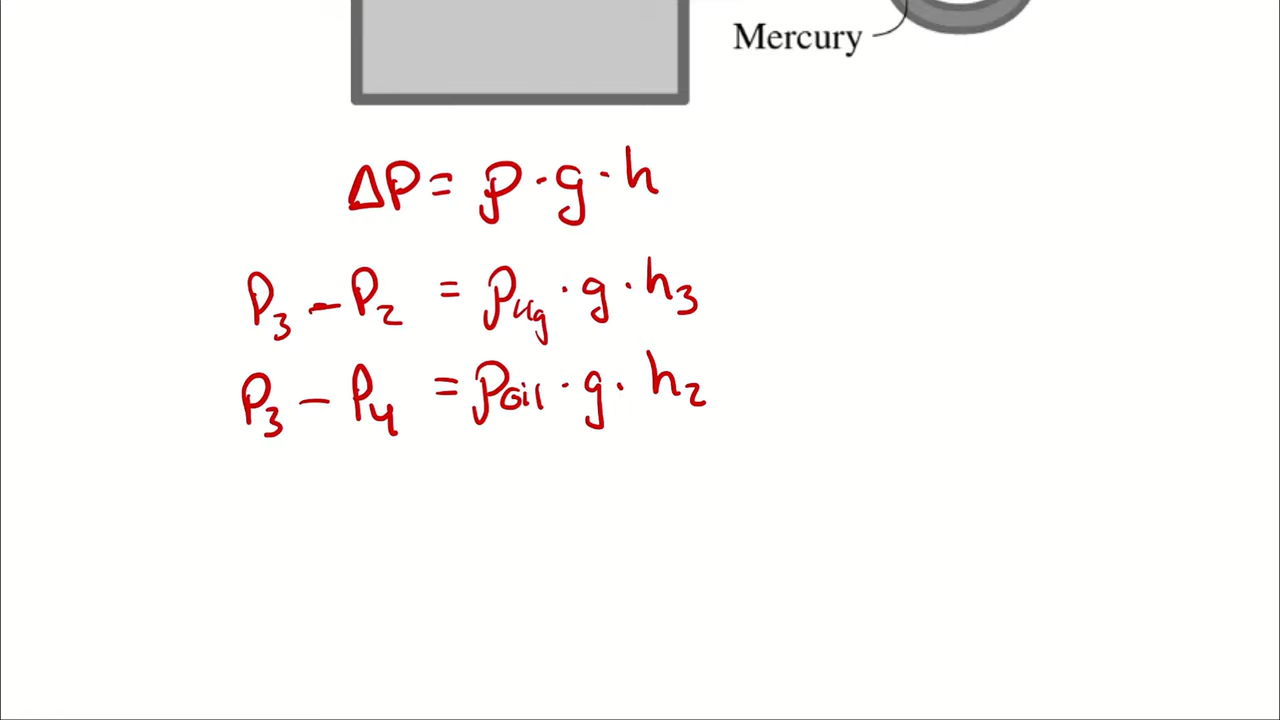 Mercury
ΔP = ρ · g · h
P₃ - P₂ = ρHg · g · h₃
P₃ - P₄ = ρoil · g · h₂